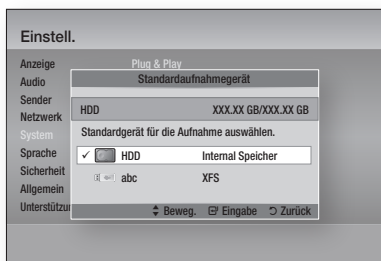 Einstell.
Anzeige
Plug & Play
Audio
Sender
Netzwerk
System
Sprache
Sicherheit
Allgemein
Unterstützun
Standardaufnahmegerät
HDD XXX.XX GB/XXX.XX GB
Standardgerät für die Aufnahme auswählen.
✓ HDD Internal Speicher
abc XFS
Beweg. Eingabe Zurück